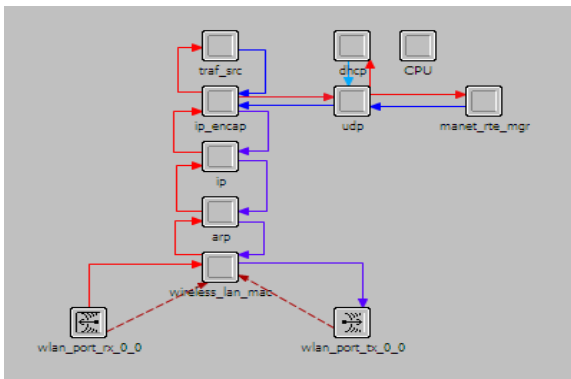 traf_src
dhcp
CPU
ip_encap
udp
manet_rte_mgr
ip
arp
wireless_lan_mac
wlan_port_rx_0_0
wlan_port_tx_0_0